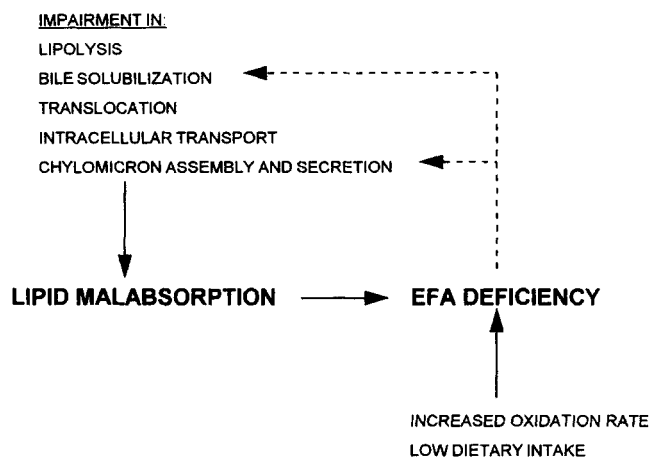 IMPAIRMENT IN:
LIPOLYSIS
BILE SOLUBILIZATION
TRANSLOCATION
INTRACELLULAR TRANSPORT
CHYLOMICRON ASSEMBLY AND SECRETION
LIPID MALABSORPTION
EFA DEFICIENCY
INCREASED OXIDATION RATE
LOW DIETARY INTAKE